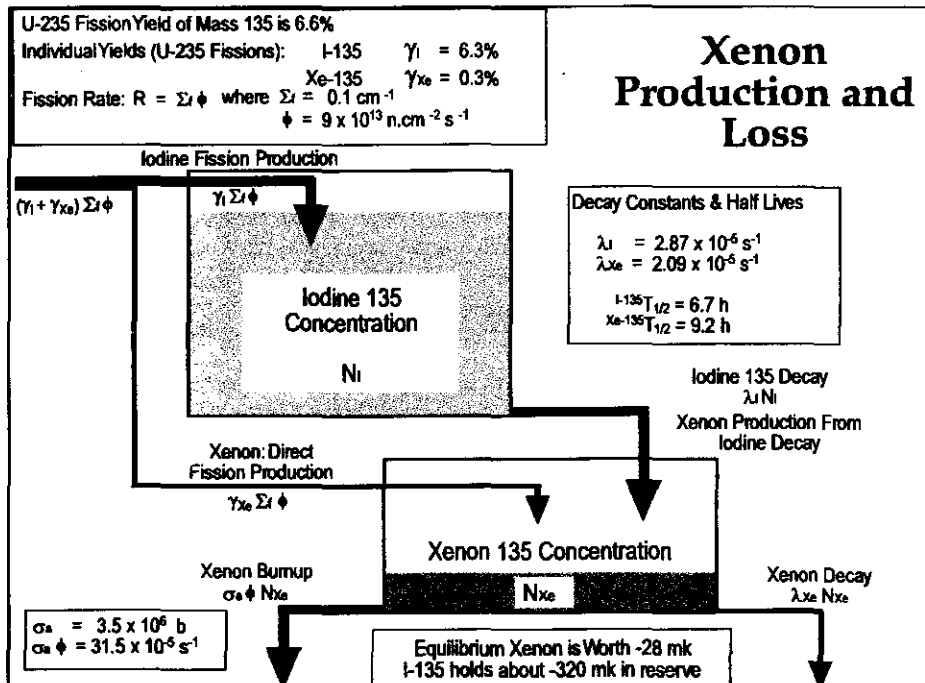 U-235 Fission Yield of Mass 135 is 6.6%
Individual Yields (U-235 Fissions): I-135 γI = 6.3%
Xe-135 γXe = 0.3%
Fission Rate: R = Σf ϕ where Σf = 0.1 cm -1
ϕ = 9 x 10^13 n.cm -2 s -1
Xenon
Production and
Loss
Iodine Fission Production
(γI + γXe) Σf ϕ
γI Σf ϕ
Decay Constants & Half Lives
λI = 2.87 x 10^-5 s^-1
λXe = 2.09 x 10^-5 s^-1
I-135T1/2 = 6.7 h
Xe-135T1/2 = 9.2 h
Iodine 135
Concentration
NI
Iodine 135 Decay
λI NI
Xenon Production From
Iodine Decay
Xenon: Direct
Fission Production
γXe Σf ϕ
Xenon 135 Concentration
NXe
Xenon Burnup
σa ϕ NXe
Xenon Decay
λXe NXe
σa = 3.5 x 10^6 b
σa ϕ = 31.5 x 10^-5 s^-1
Equilibrium Xenon is Worth -28 mk
I-135 holds about -320 mk in reserve